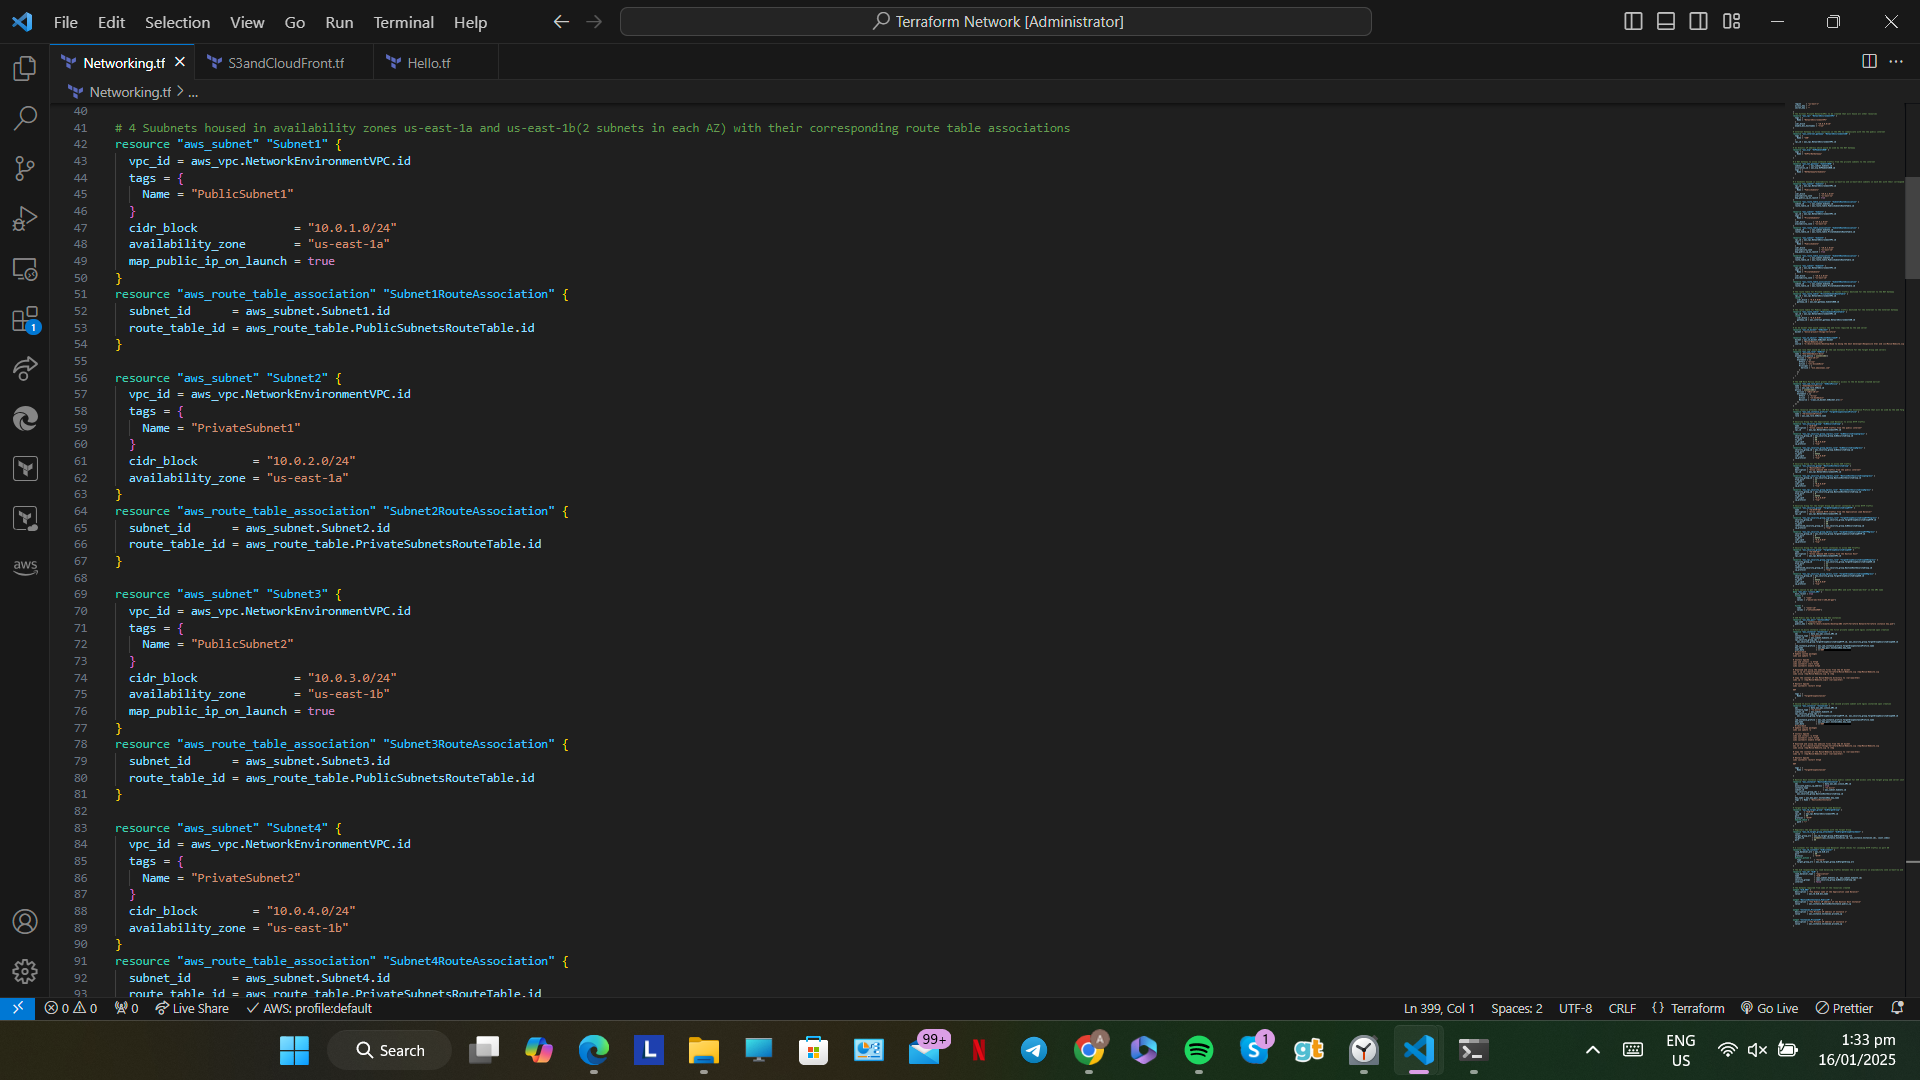 File Edit Selection View Go Run Terminal Help
Terraform Network [Administrator]
Networking.tf
S3andCloudFront.tf
Hello.tf
Networking.tf > ...
40
41 # 4 Suubnets housed in availability zones us-east-1a and us-east-1b(2 subnets in each AZ) with their corresponding route table associations
42 resource "aws_subnet" "Subnet1" {
43 vpc_id = aws_vpc.NetworkEnvironmentVPC.id
44 tags = {
45 Name = "PublicSubnet1"
46 }
47 cidr_block = "10.0.1.0/24"
48 availability_zone = "us-east-1a"
49 map_public_ip_on_launch = true
50 }
51 resource "aws_route_table_association" "Subnet1RouteAssociation" {
52 subnet_id = aws_subnet.Subnet1.id
53 route_table_id = aws_route_table.PublicSubnetsRouteTable.id
54 }
55
56 resource "aws_subnet" "Subnet2" {
57 vpc_id = aws_vpc.NetworkEnvironmentVPC.id
58 tags = {
59 Name = "PrivateSubnet1"
60 }
61 cidr_block = "10.0.2.0/24"
62 availability_zone = "us-east-1a"
63 }
64 resource "aws_route_table_association" "Subnet2RouteAssociation" {
65 subnet_id = aws_subnet.Subnet2.id
66 route_table_id = aws_route_table.PrivateSubnetsRouteTable.id
67 }
68
69 resource "aws_subnet" "Subnet3" {
70 vpc_id = aws_vpc.NetworkEnvironmentVPC.id
71 tags = {
72 Name = "PublicSubnet2"
73 }
74 cidr_block = "10.0.3.0/24"
75 availability_zone = "us-east-1b"
76 map_public_ip_on_launch = true
77 }
78 resource "aws_route_table_association" "Subnet3RouteAssociation" {
79 subnet_id = aws_subnet.Subnet3.id
80 route_table_id = aws_route_table.PublicSubnetsRouteTable.id
81 }
82
83 resource "aws_subnet" "Subnet4" {
84 vpc_id = aws_vpc.NetworkEnvironmentVPC.id
85 tags = {
86 Name = "PrivateSubnet2"
87 }
88 cidr_block = "10.0.4.0/24"
89 availability_zone = "us-east-1b"
90 }
91 resource "aws_route_table_association" "Subnet4RouteAssociation" {
92 subnet_id = aws_subnet.Subnet4.id
93 route_table_id = aws_route_table.PrivateSubnetsRouteTable.id
1
aws
0 0 0 Live Share AWS: profile:default
Ln 399, Col 1 Spaces: 2 UTF-8 CRLF {} Terraform Go Live Prettier
Search
L
99+
N
A
S
1
gt
ENG
US
1:33 pm
16/01/2025